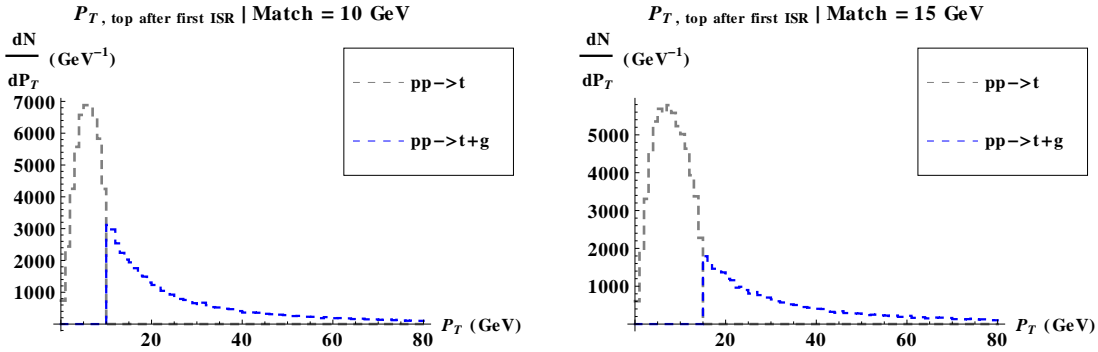 P_T, top after first ISR | Match = 10 GeV
dN
dP_T
(GeV⁻¹)
pp->t
pp->t+g
7000
6000
5000
4000
3000
2000
1000
20
40
60
80
P_T (GeV)
P_T, top after first ISR | Match = 15 GeV
dN
dP_T
(GeV⁻¹)
pp->t
pp->t+g
5000
4000
3000
2000
1000
20
40
60
80
P_T (GeV)